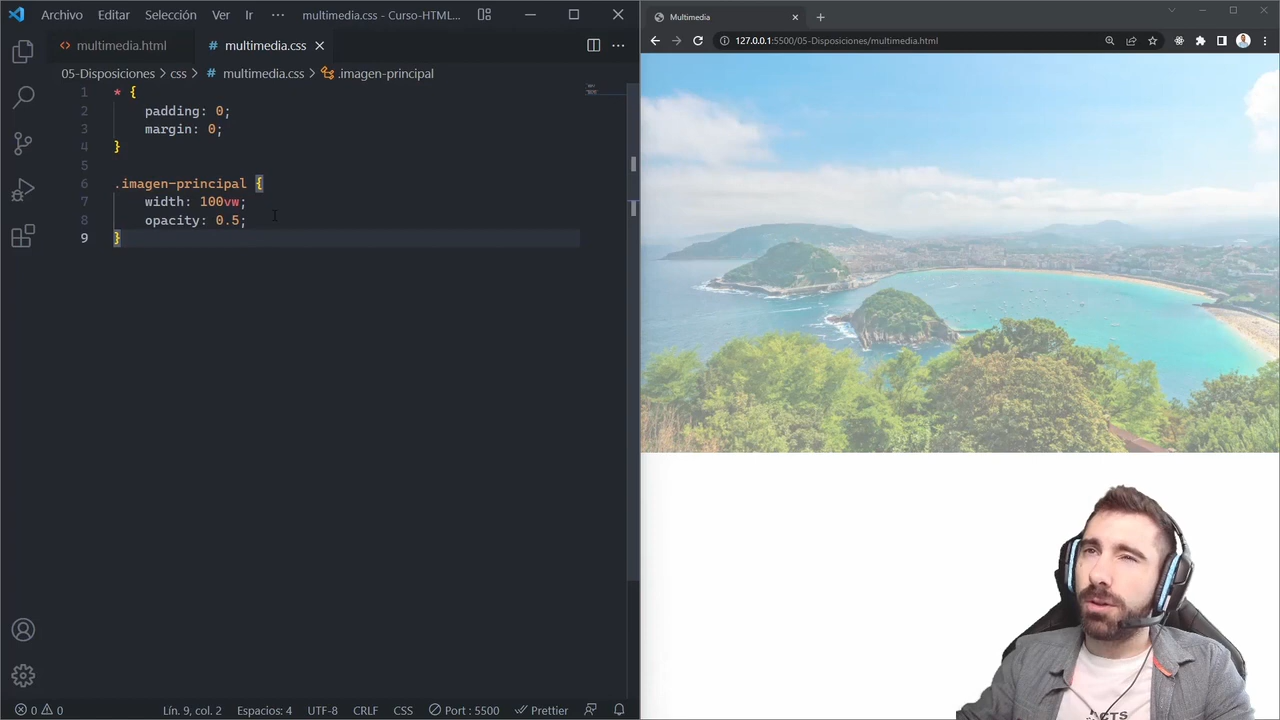 Archivo Editar Selección Ver Ir ··· multimedia.css - Curso-HTML...
multimedia.html
# multimedia.css
05-Disposiciones > css > # multimedia.css > .imagen-principal
1 * {
2 padding: 0;
3 margin: 0;
4 }
5
6 .imagen-principal {
7 width: 100vw;
8 opacity: 0.5;
9 }
0 0 Lín. 9, col. 2 Espacios: 4 UTF-8 CRLF CSS Port : 5500 Prettier
Multimedia
127.0.0.1:5500/05-Disposiciones/multimedia.html